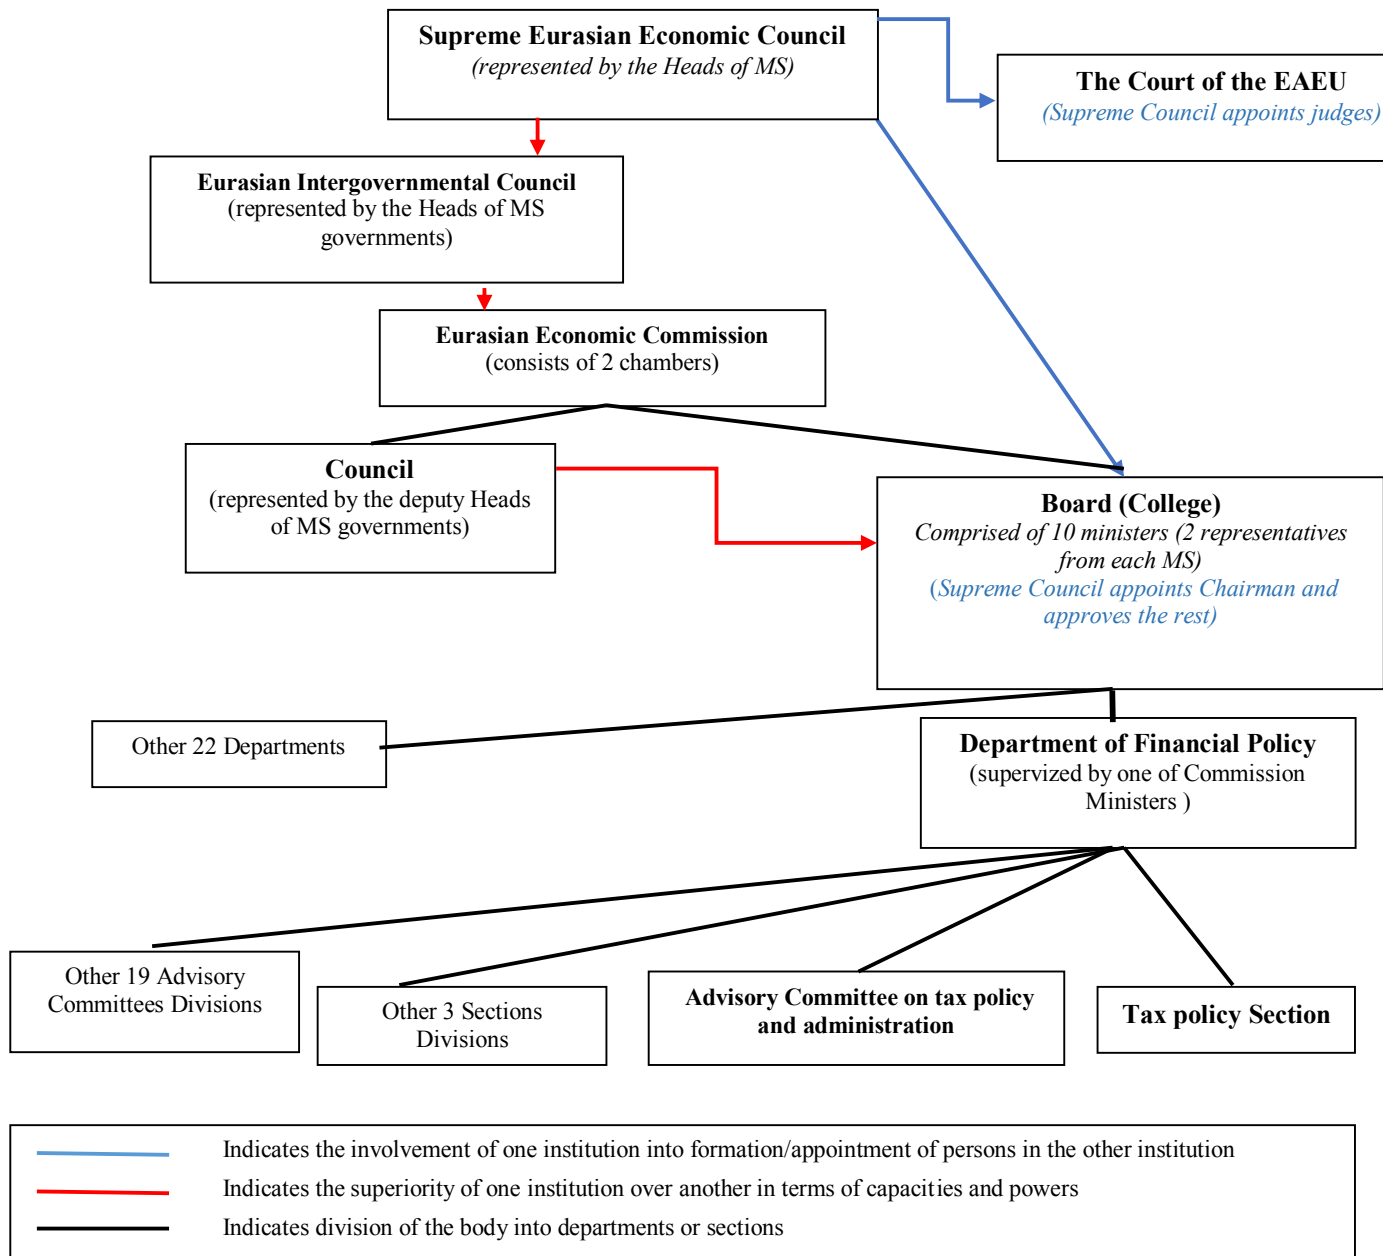 Supreme Eurasian Economic Council
(represented by the Heads of MS)
The Court of the EAEU
(Supreme Council appoints judges)
Eurasian Intergovernmental Council
(represented by the Heads of MS
governments)
Eurasian Economic Commission
(consists of 2 chambers)
Council
(represented by the deputy Heads
of MS governments)
Board (College)
Comprised of 10 ministers (2 representatives
from each MS)
(Supreme Council appoints Chairman and
approves the rest)
Other 22 Departments
Department of Financial Policy
(supervized by one of Commission
Ministers )
Other 19 Advisory
Committees Divisions
Other 3 Sections
Divisions
Advisory Committee on tax policy
and administration
Tax policy Section
Indicates the involvement of one institution into formation/appointment of persons in the other institution
Indicates the superiority of one institution over another in terms of capacities and powers
Indicates division of the body into departments or sections